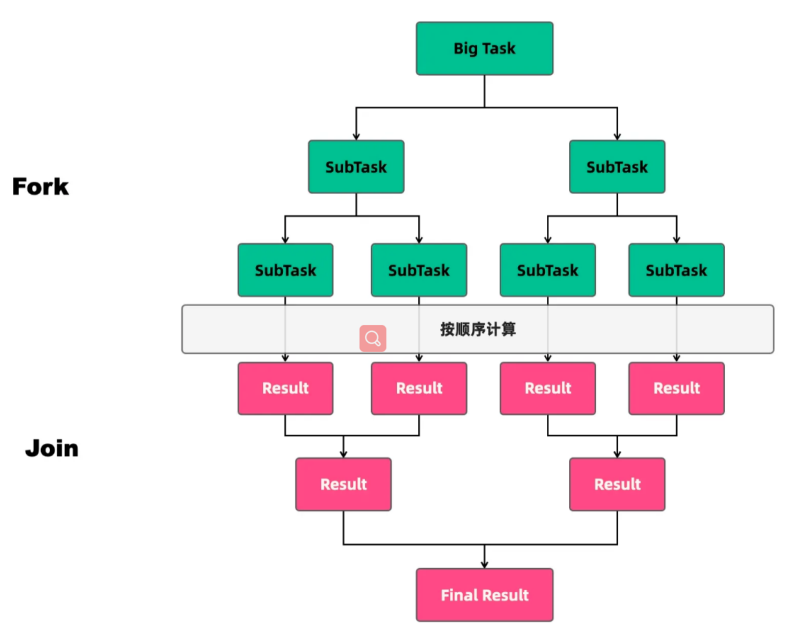 Big Task
Fork
SubTask
SubTask
SubTask
SubTask
SubTask
SubTask
按顺序计算
Result
Result
Result
Result
Join
Result
Result
Final Result